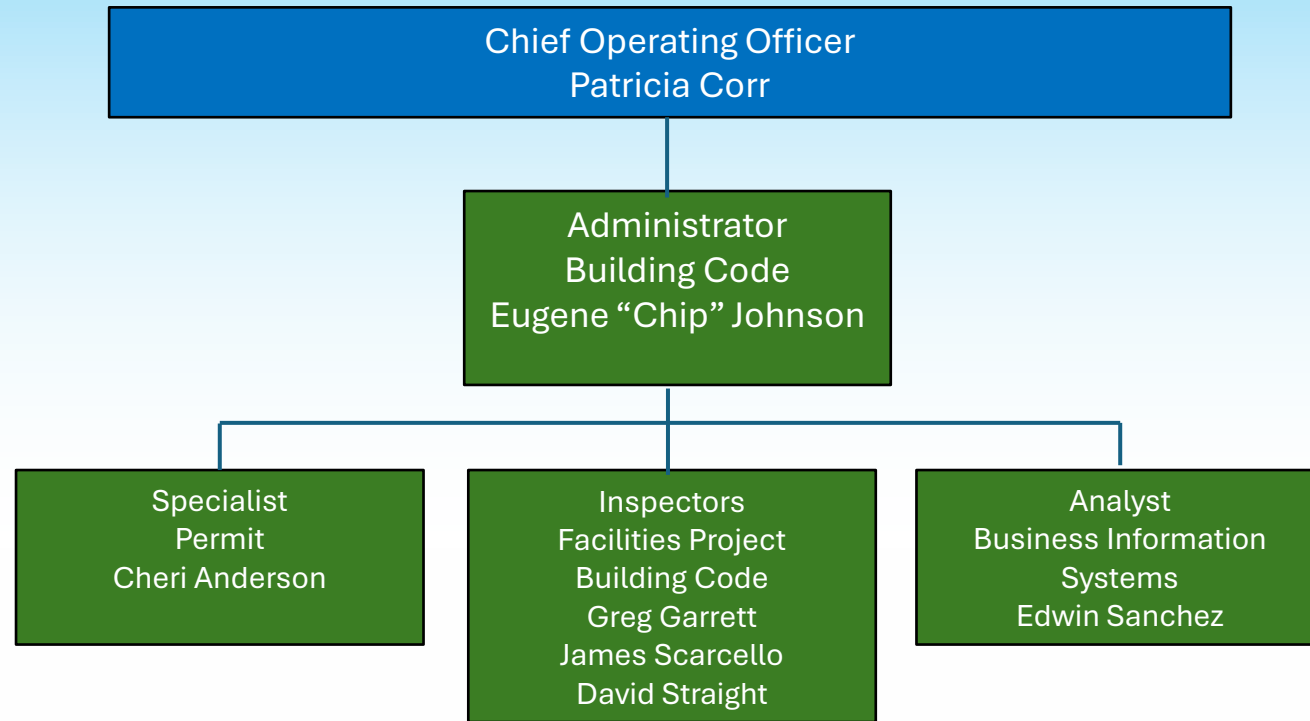 Chief Operating Officer
Patricia Corr
Administrator
Building Code
Eugene “Chip” Johnson
Specialist
Permit
Cheri Anderson
Inspectors
Facilities Project
Building Code
Greg Garrett
James Scarcello
David Straight
Analyst
Business Information
Systems
Edwin Sanchez